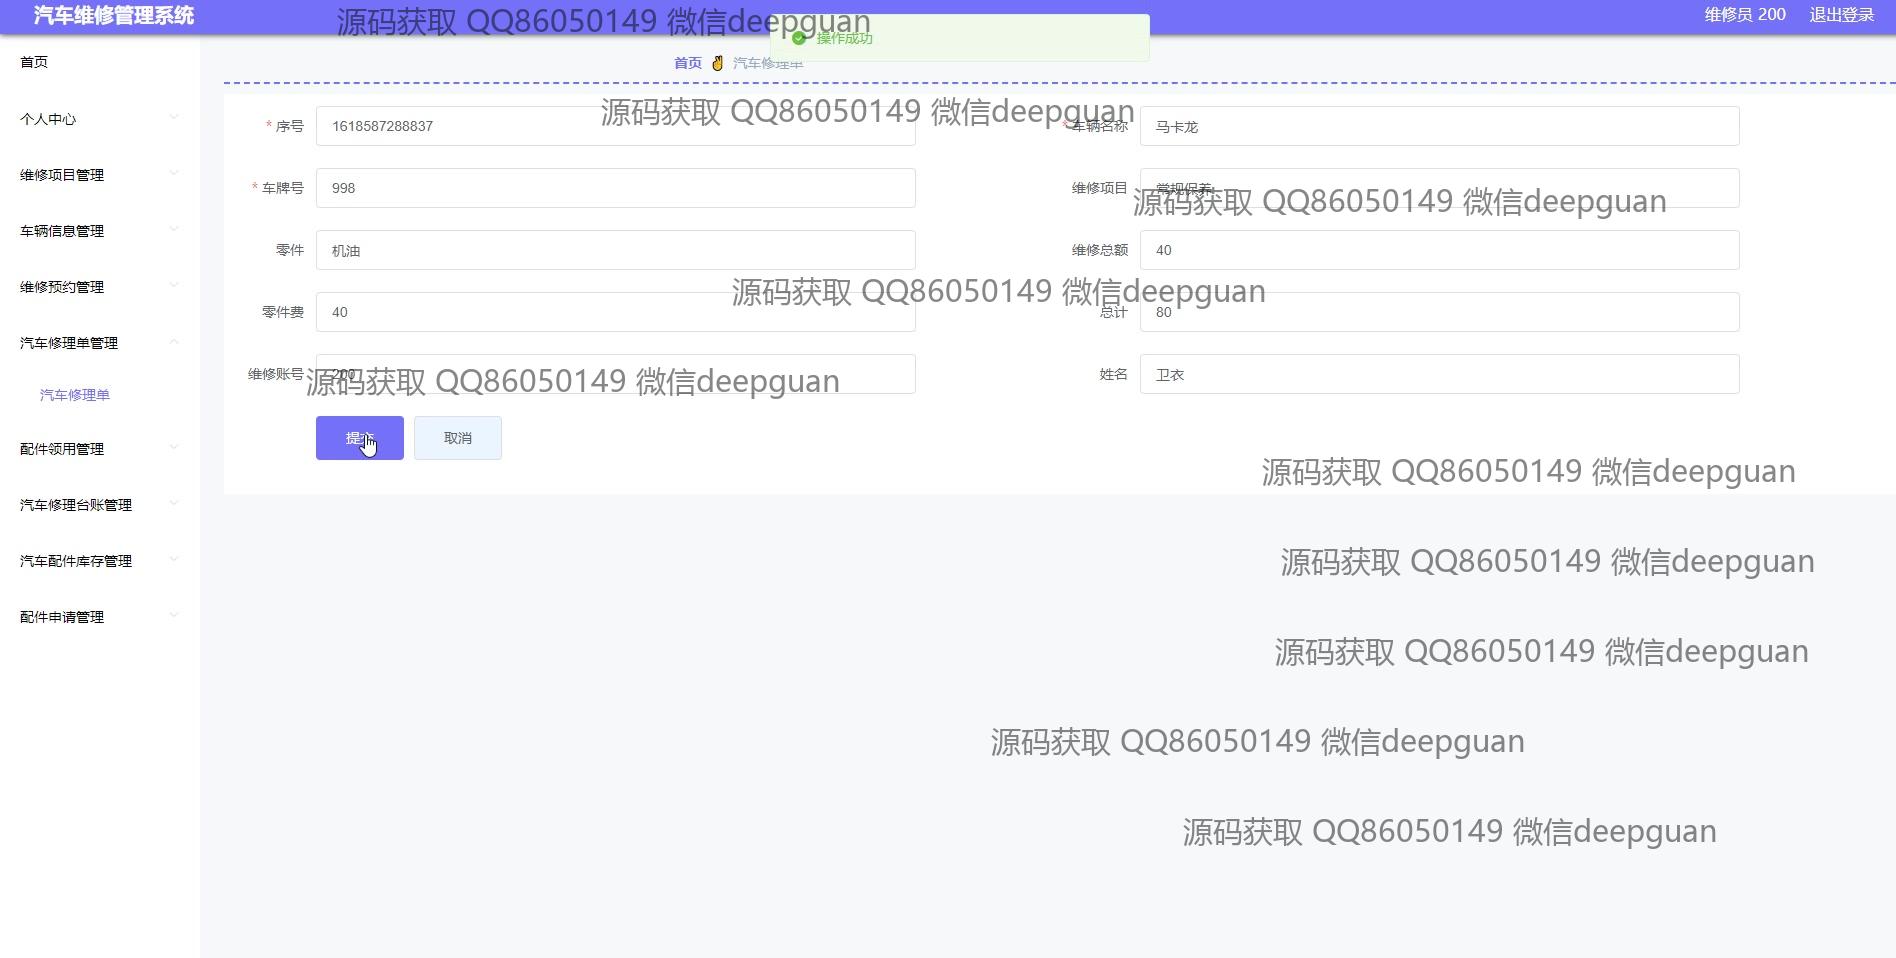 汽车维修管理系统
维修员 200 退出登录
源码获取 QQ86050149 微信deepguan
操作成功
首页
个人中心
维修项目管理
车辆信息管理
维修预约管理
汽车修理单管理
汽车修理单
配件领用管理
汽车修理台账管理
汽车配件库存管理
配件申请管理
首页 ✌ 汽车修理单
源码获取 QQ86050149 微信deepguan
* 序号 1618587288837
* 车辆名称 马卡龙
* 车牌号 998
维修项目 常规保养
源码获取 QQ86050149 微信deepguan
零件 机油
维修总额 40
源码获取 QQ86050149 微信deepguan
零件费 40
总计 80
维修账号 200
源码获取 QQ86050149 微信deepguan
姓名 卫衣
提交 取消
源码获取 QQ86050149 微信deepguan
源码获取 QQ86050149 微信deepguan
源码获取 QQ86050149 微信deepguan
源码获取 QQ86050149 微信deepguan
源码获取 QQ86050149 微信deepguan